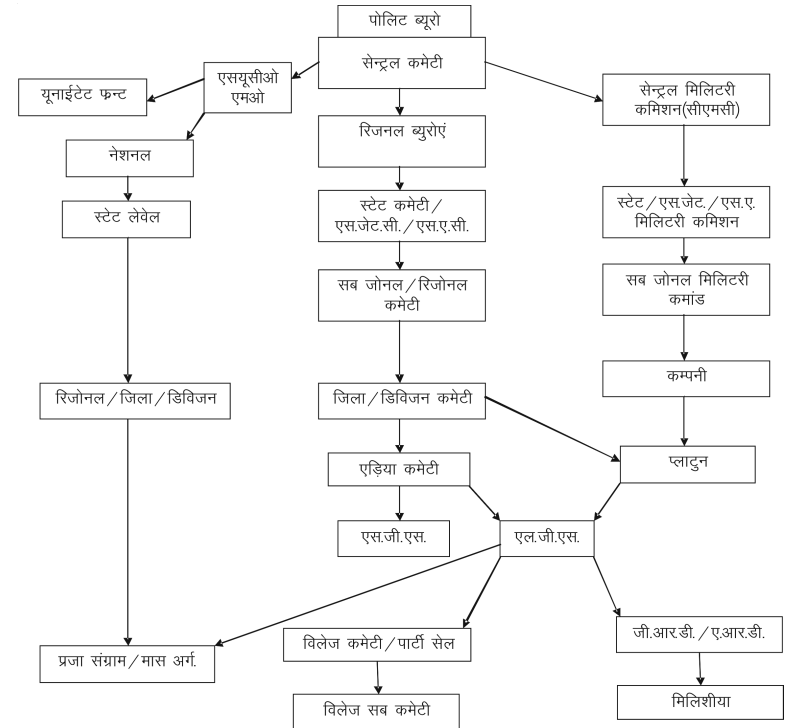 पोलिट ब्यूरो
सेन्ट्रल कमेटी
एसयूसीओ
एमओ
यूनाईटेट फ्रन्ट
सेन्ट्रल मिलिटरी
कमिशन(सीएमसी)
रिजनल ब्युरोएं
नेशनल
स्टेट कमेटी/
एस.जेट.सी./एस.ए.सी.
स्टेट/एस.जेट./एस.ए.
मिलिटरी कमिशन
स्टेट लेवेल
सब जोनल/रिजोनल
कमेटी
सब जोनल मिलिटरी
कमांड
कम्पनी
रिजोनल/जिला/डिविजन
जिला/डिविजन कमेटी
प्लाटुन
एड़िया कमेटी
एस.जी.एस.
एल.जी.एस.
जी.आर.डी./ए.आर.डी.
विलेज कमेटी/पार्टी सेल
प्रजा संग्राम/मास अर्ग.
मिलिशीया
विलेज सब कमेटी